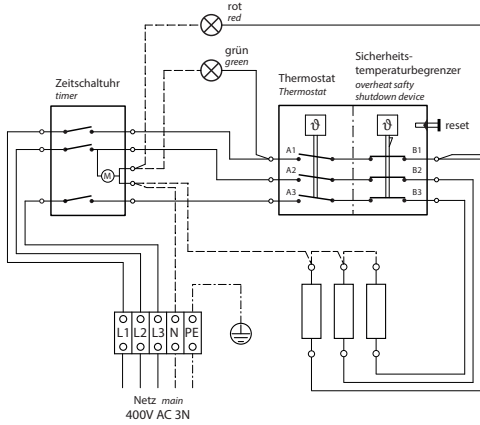 rot
red
grün
green
Zeitschaltuhr
timer
Thermostat
Thermostat
Sicherheits-
temperaturbegrenzer
overheat safty
shutdown device
ϑ
ϑ
reset
A1
B1
A2
B2
A3
B3
M
L1 L2 L3 N PE
Netz main
400V AC 3N